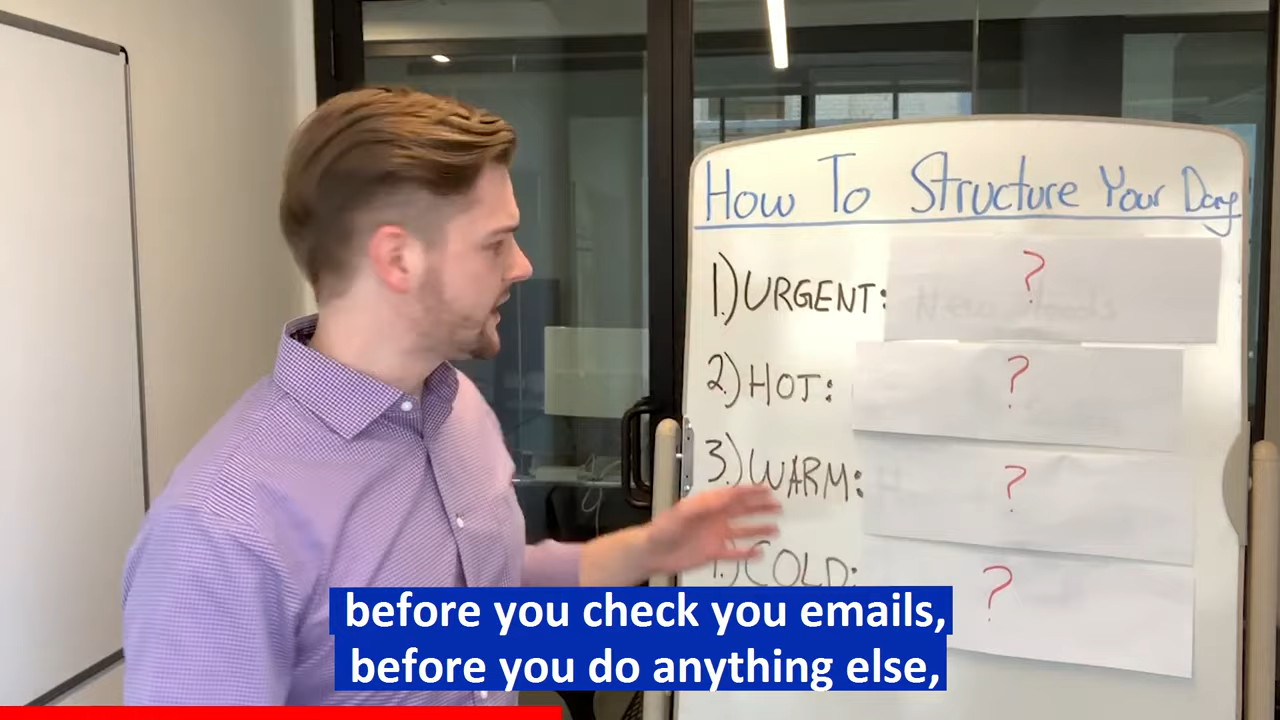 How To Structure Your Day
1.) URGENT: ?
2.) HOT: ?
3.) WARM: ?
COLD: ?
before you check you emails,
before you do anything else,